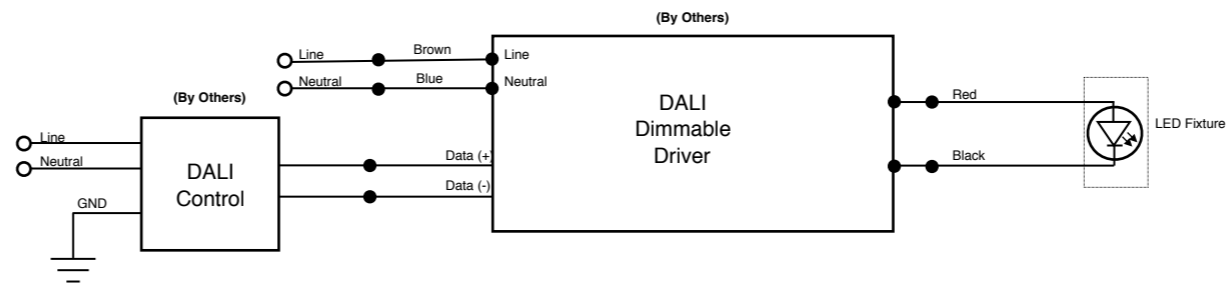 (By Others)
Line
Brown
Line
Neutral
Blue
Neutral
(By Others)
DALI
Dimmable
Driver
Red
LED Fixture
Line
Neutral
DALI
Control
Data (+)
Data (-)
Black
GND